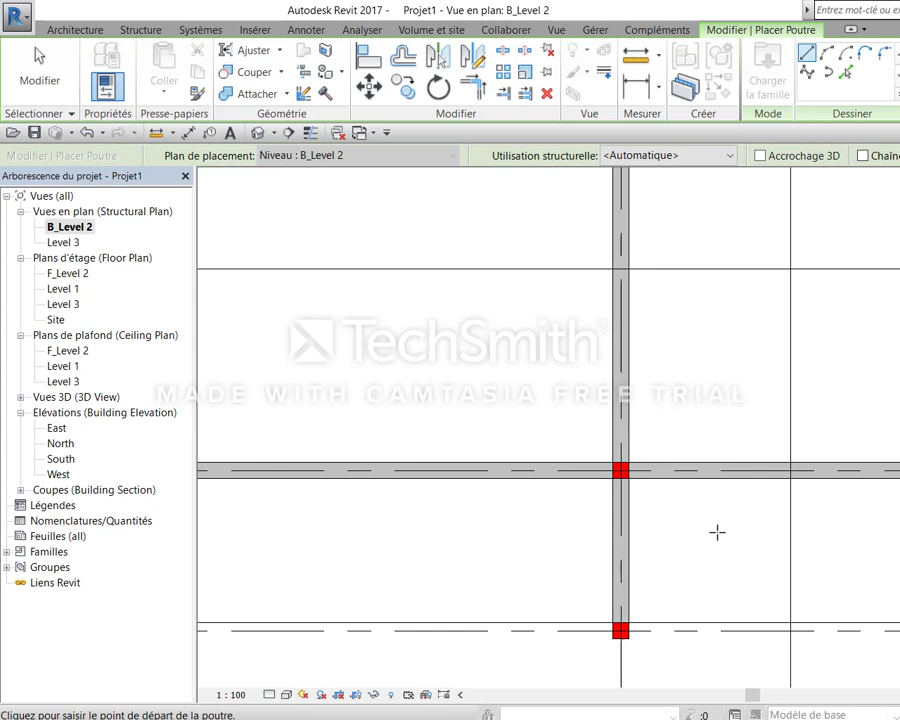 Autodesk Revit 2017 - Projet1 - Vue en plan: B_Level 2
Entrez mot-clé ou ex
Architecture Structure Systèmes Insérer Annoter Analyser Volume et site Collaborer Vue Gérer Compléments Modifier | Placer Poutre
Modifier
Coller
Ajuster
Couper
Attacher
Charger
la famille
Sélectionner Propriétés Presse-papiers Géométrie Modifier Vue Mesurer Créer Mode Dessiner
Modifier | Placer Poutre Plan de placement: Niveau : B_Level 2 Utilisation structurelle: <Automatique> Accrochage 3D Chaîn
Arborescence du projet - Projet1
Vues (all)
Vues en plan (Structural Plan)
B_Level 2
Level 3
Plans d'étage (Floor Plan)
F_Level 2
Level 1
Level 3
Site
Plans de plafond (Ceiling Plan)
F_Level 2
Level 1
Level 3
Vues 3D (3D View)
Elévations (Building Elevation)
East
North
South
West
Coupes (Building Section)
Légendes
Nomenclatures/Quantités
Feuilles (all)
Familles
Groupes
Liens Revit
TechSmith
MADE WITH CAMTASIA FREE TRIAL
1 : 100
Cliquez pour saisir le point de départ de la poutre.
:0
Modèle de base